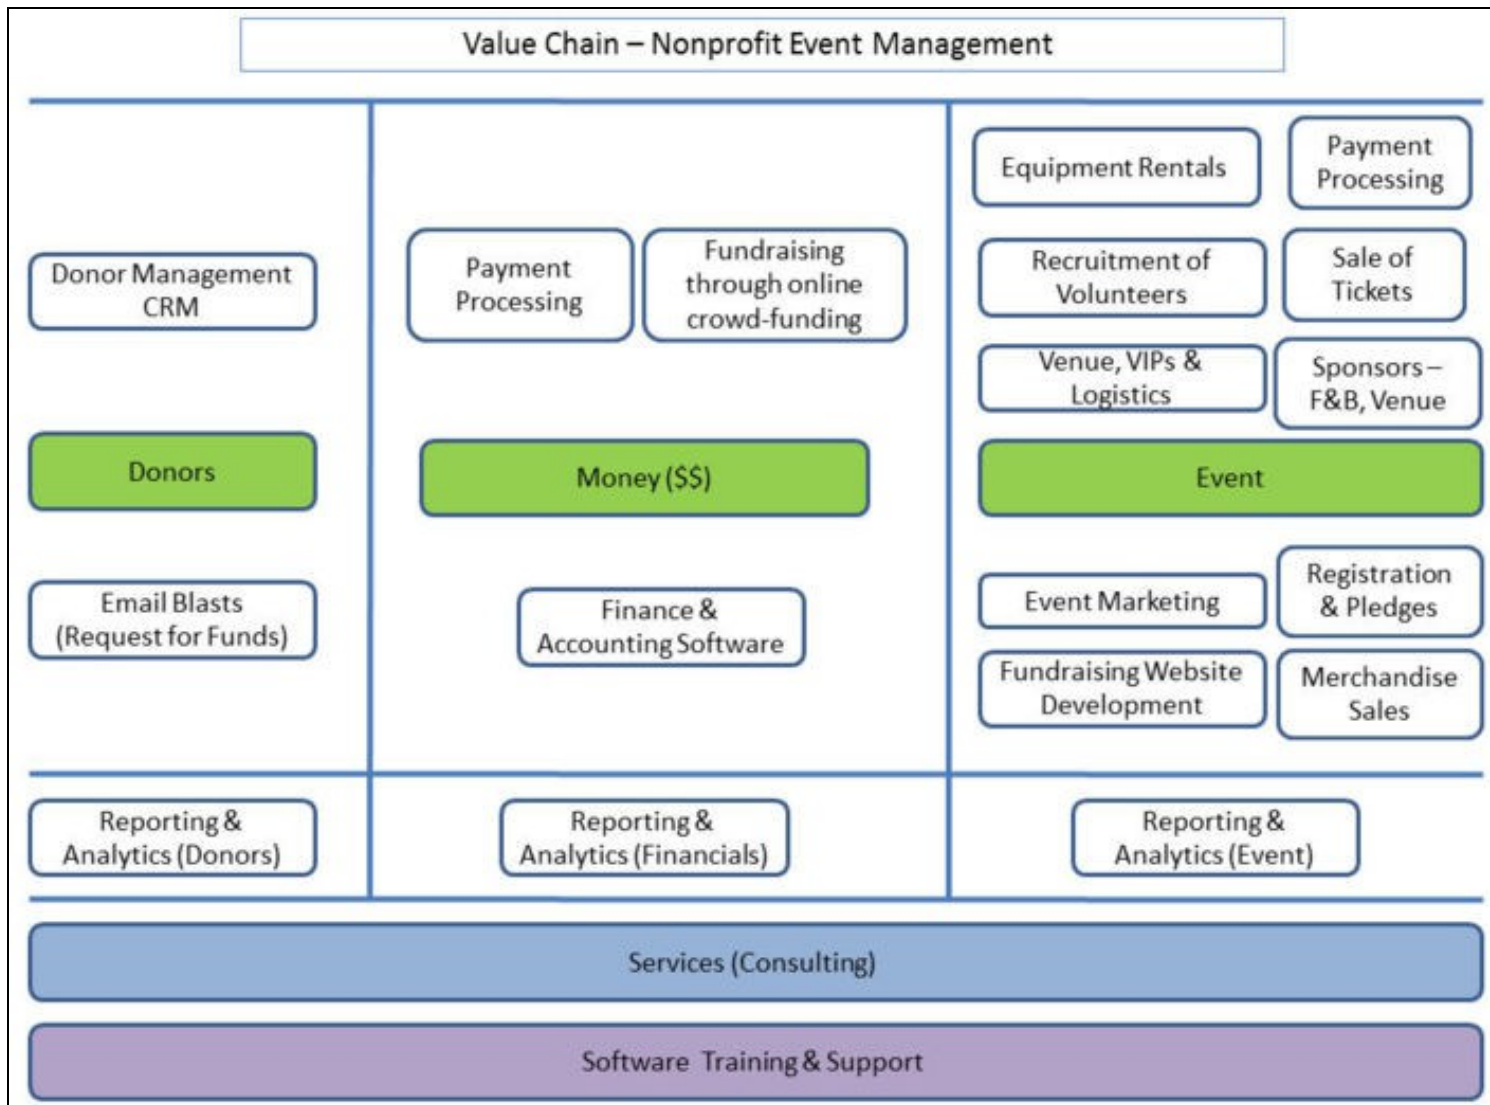 Value Chain – Nonprofit Event Management
Donor Management
CRM
Donors
Email Blasts
(Request for Funds)
Payment
Processing
Fundraising
through online
crowd-funding
Money ($$)
Finance &
Accounting Software
Equipment Rentals
Payment
Processing
Recruitment of
Volunteers
Sale of
Tickets
Venue, VIPs &
Logistics
Sponsors –
F&B, Venue
Event
Event Marketing
Registration
& Pledges
Fundraising Website
Development
Merchandise
Sales
Reporting &
Analytics (Donors)
Reporting &
Analytics (Financials)
Reporting &
Analytics (Event)
Services (Consulting)
Software Training & Support